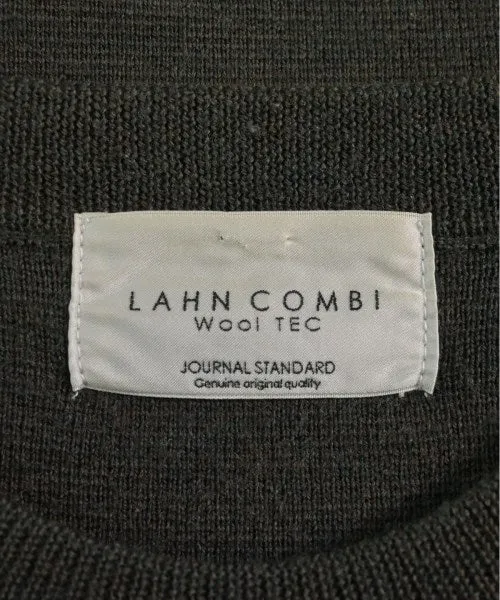 LAHN COMBI
Wool TEC
JOURNAL STANDARD
Genuine original quality